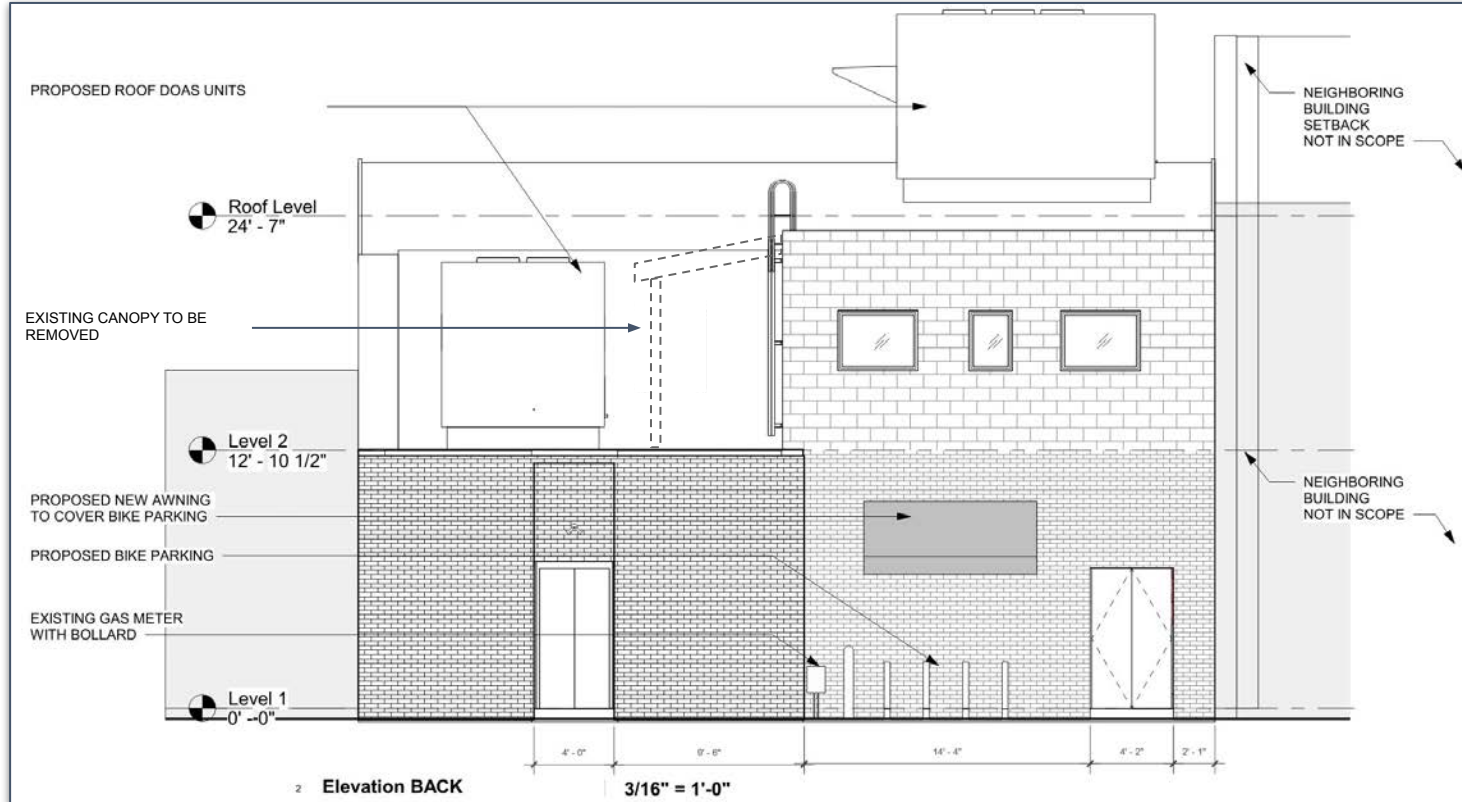 PROPOSED ROOF DOAS UNITS
NEIGHBORING
BUILDING
SETBACK
NOT IN SCOPE
Roof Level
24' - 7"
EXISTING CANOPY TO BE
REMOVED
Level 2
12' - 10 1/2"
PROPOSED NEW AWNING
TO COVER BIKE PARKING
NEIGHBORING
BUILDING
NOT IN SCOPE
PROPOSED BIKE PARKING
EXISTING GAS METER
WITH BOLLARD
Level 1
0' -0"
4' - 0"
9' - 6"
14' - 4"
4' - 2"
2' - 1"
2 Elevation BACK 3/16" = 1'-0"